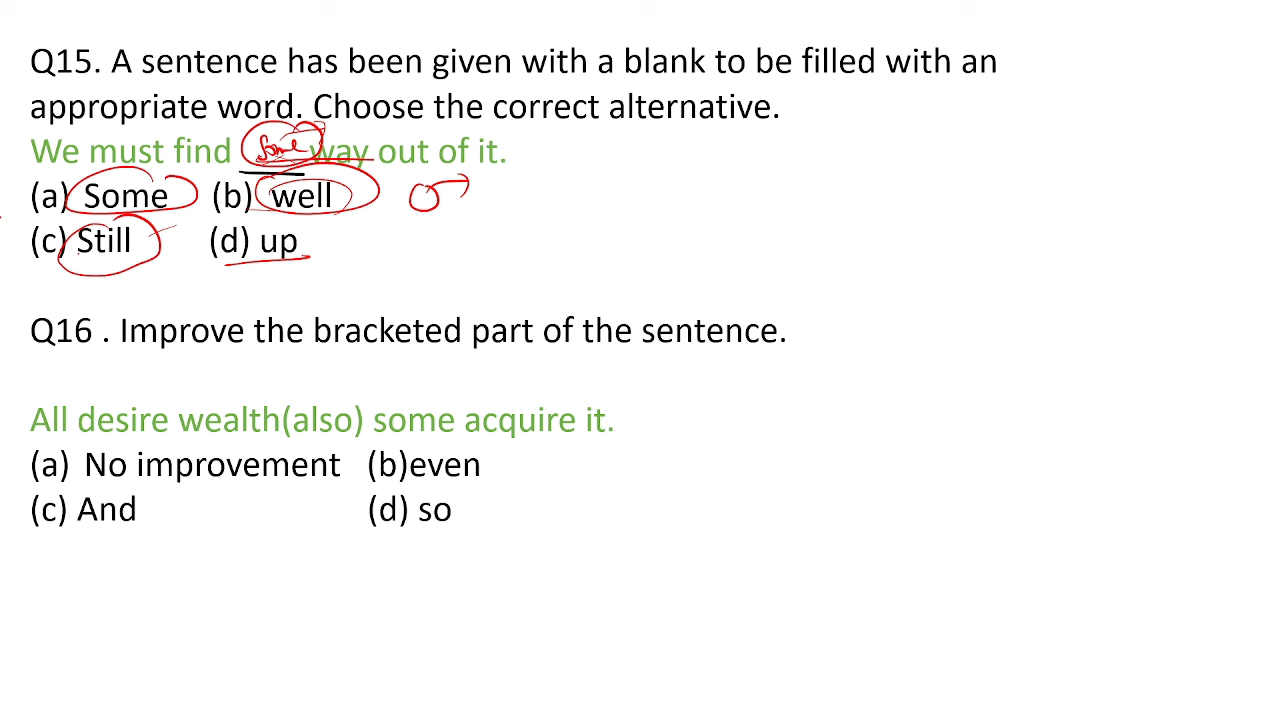 Q15. A sentence has been given with a blank to be filled with an
appropriate word. Choose the correct alternative.
We must find some way out of it.
(a) Some (b) well
(c) Still (d) up
Q16 . Improve the bracketed part of the sentence.
All desire wealth(also) some acquire it.
(a) No improvement (b)even
(c) And (d) so